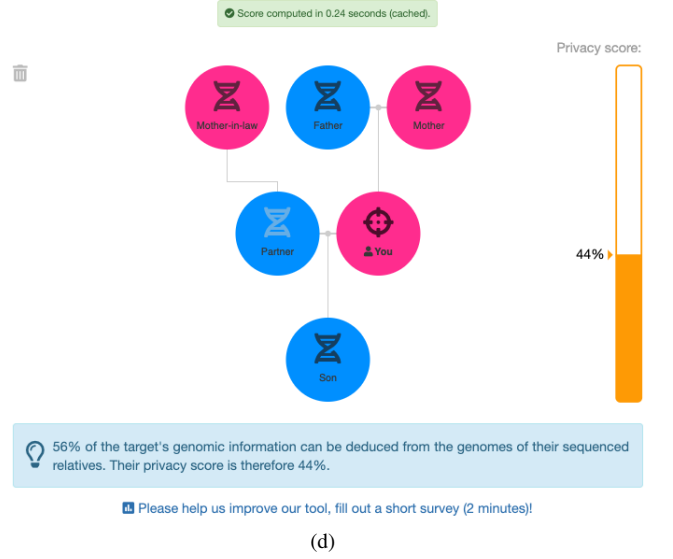 Score computed in 0.24 seconds (cached).
Privacy score:
Mother-in-law
Father
Mother
Partner
You
44%
Son
56% of the target's genomic information can be deduced from the genomes of their sequenced
relatives. Their privacy score is therefore 44%.
Please help us improve our tool, fill out a short survey (2 minutes)!
(d)